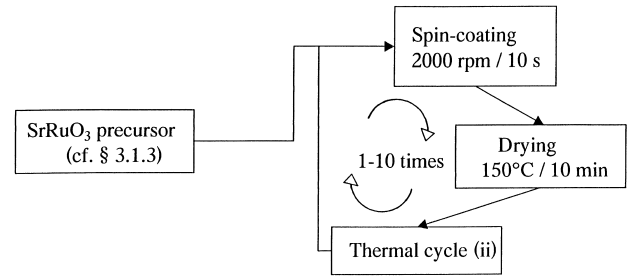 Spin-coating
2000 rpm / 10 s
SrRuO₃ precursor
(cf. § 3.1.3)
Drying
150°C / 10 min
1-10 times
Thermal cycle (ii)